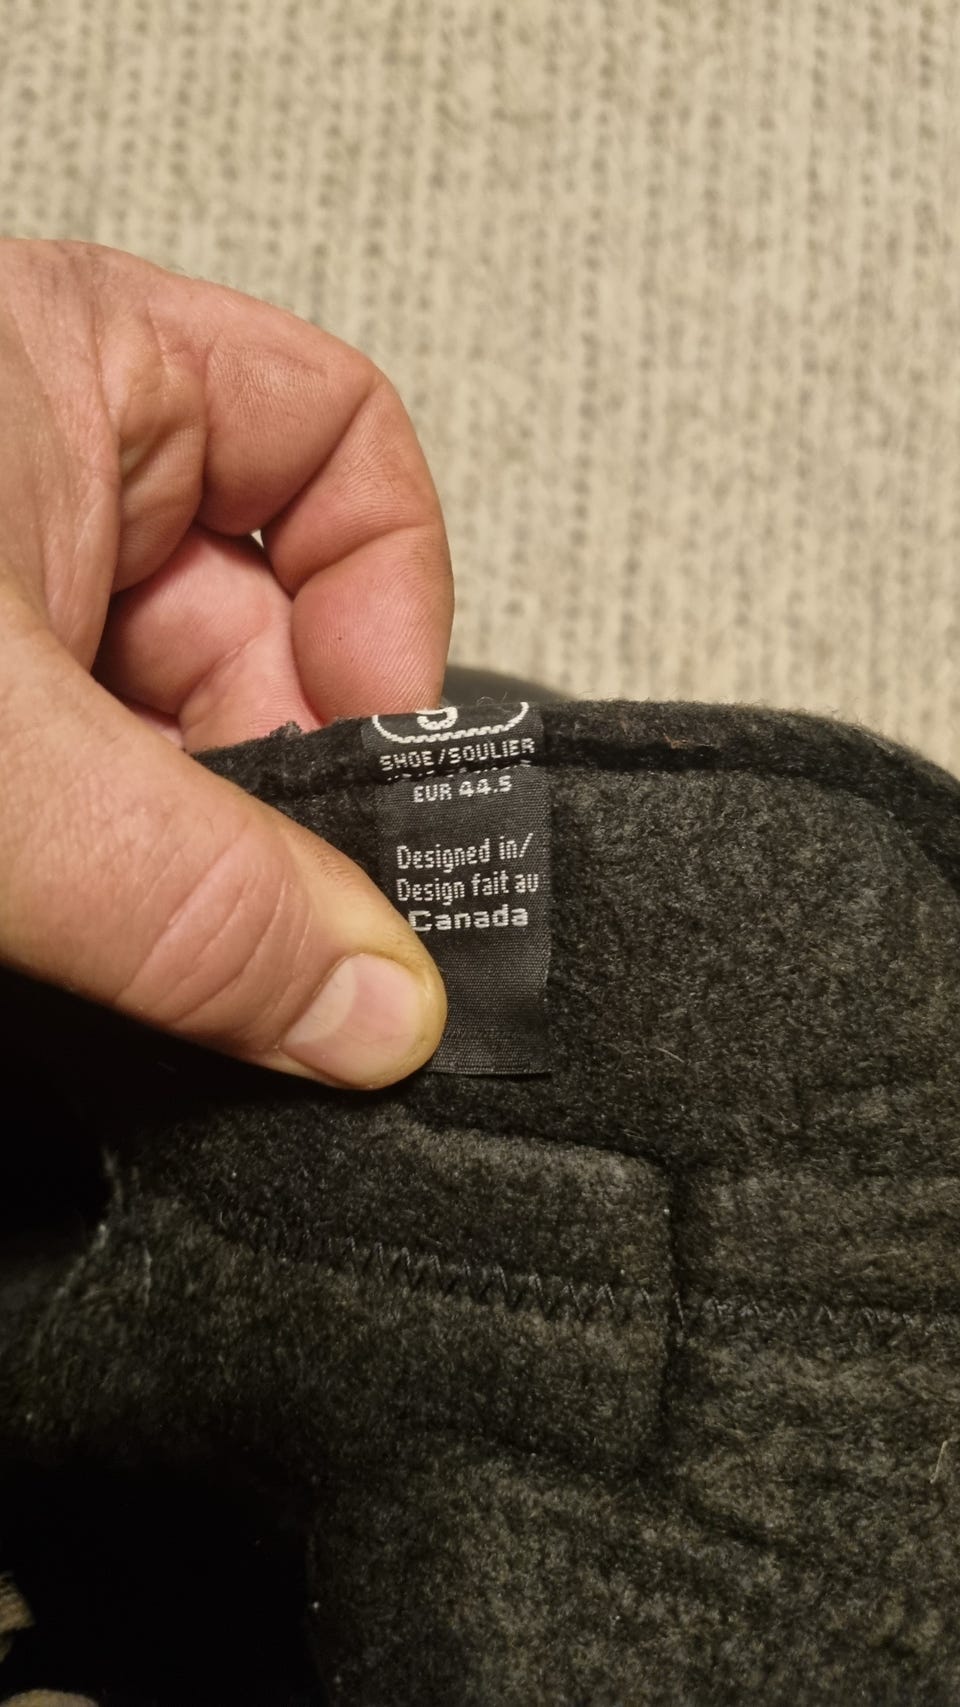 SHOE/SOULIER
EUR 44.5
Designed in/
Design fait au
Canada